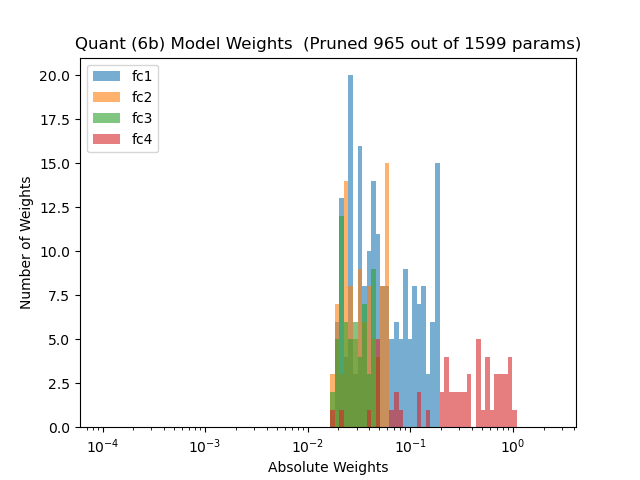 Quant (6b) Model Weights  (Pruned 965 out of 1599 params)
fc1
fc2
fc3
fc4
20.0
17.5
15.0
12.5
10.0
7.5
5.0
2.5
0.0
Number of Weights
10⁻⁴ 10⁻³ 10⁻² 10⁻¹ 10⁰
Absolute Weights